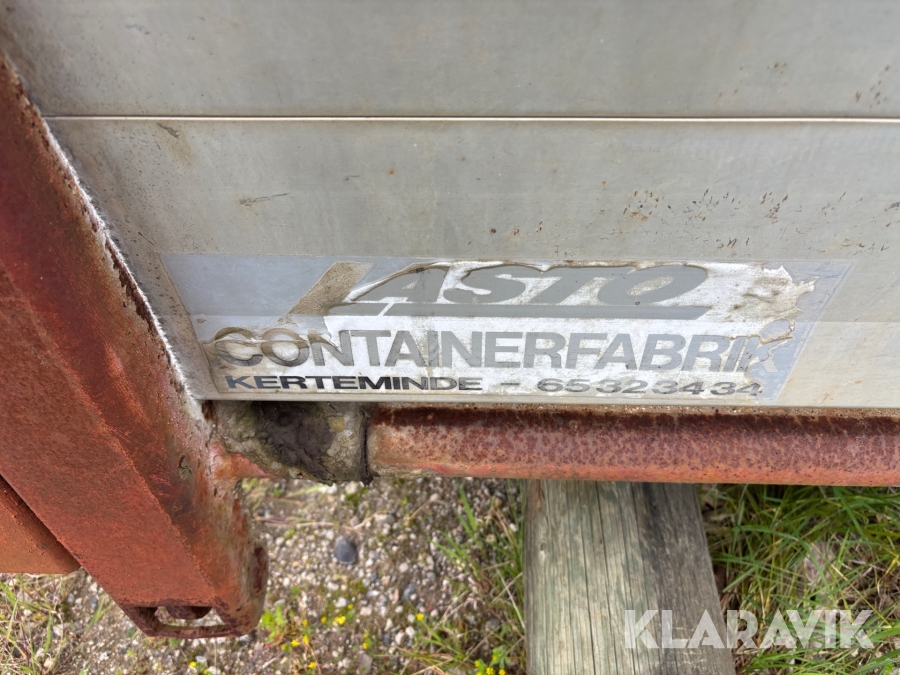 LASTO
CONTAINERFABRIK
KERTEMINDE - 65323434
KLARAVIK